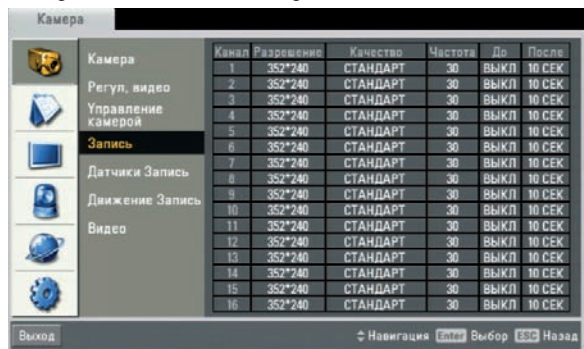 Камера
Камера
Регул, видео
Управление
камерой
Запись
Датчики Запись
Движение Запись
Видео
Канал Разрешение Качество Частота До После
1 352*240 СТАНДАРТ 30 ВЫКЛ 10 СЕК
2 352*240 СТАНДАРТ 30 ВЫКЛ 10 СЕК
3 352*240 СТАНДАРТ 30 ВЫКЛ 10 СЕК
4 352*240 СТАНДАРТ 30 ВЫКЛ 10 СЕК
5 352*240 СТАНДАРТ 30 ВЫКЛ 10 СЕК
6 352*240 СТАНДАРТ 30 ВЫКЛ 10 СЕК
7 352*240 СТАНДАРТ 30 ВЫКЛ 10 СЕК
8 352*240 СТАНДАРТ 30 ВЫКЛ 10 СЕК
9 352*240 СТАНДАРТ 30 ВЫКЛ 10 СЕК
10 352*240 СТАНДАРТ 30 ВЫКЛ 10 СЕК
11 352*240 СТАНДАРТ 30 ВЫКЛ 10 СЕК
12 352*240 СТАНДАРТ 30 ВЫКЛ 10 СЕК
13 352*240 СТАНДАРТ 30 ВЫКЛ 10 СЕК
14 352*240 СТАНДАРТ 30 ВЫКЛ 10 СЕК
15 352*240 СТАНДАРТ 30 ВЫКЛ 10 СЕК
16 352*240 СТАНДАРТ 30 ВЫКЛ 10 СЕК
Выход Навигация Enter Выбор ESC Назад